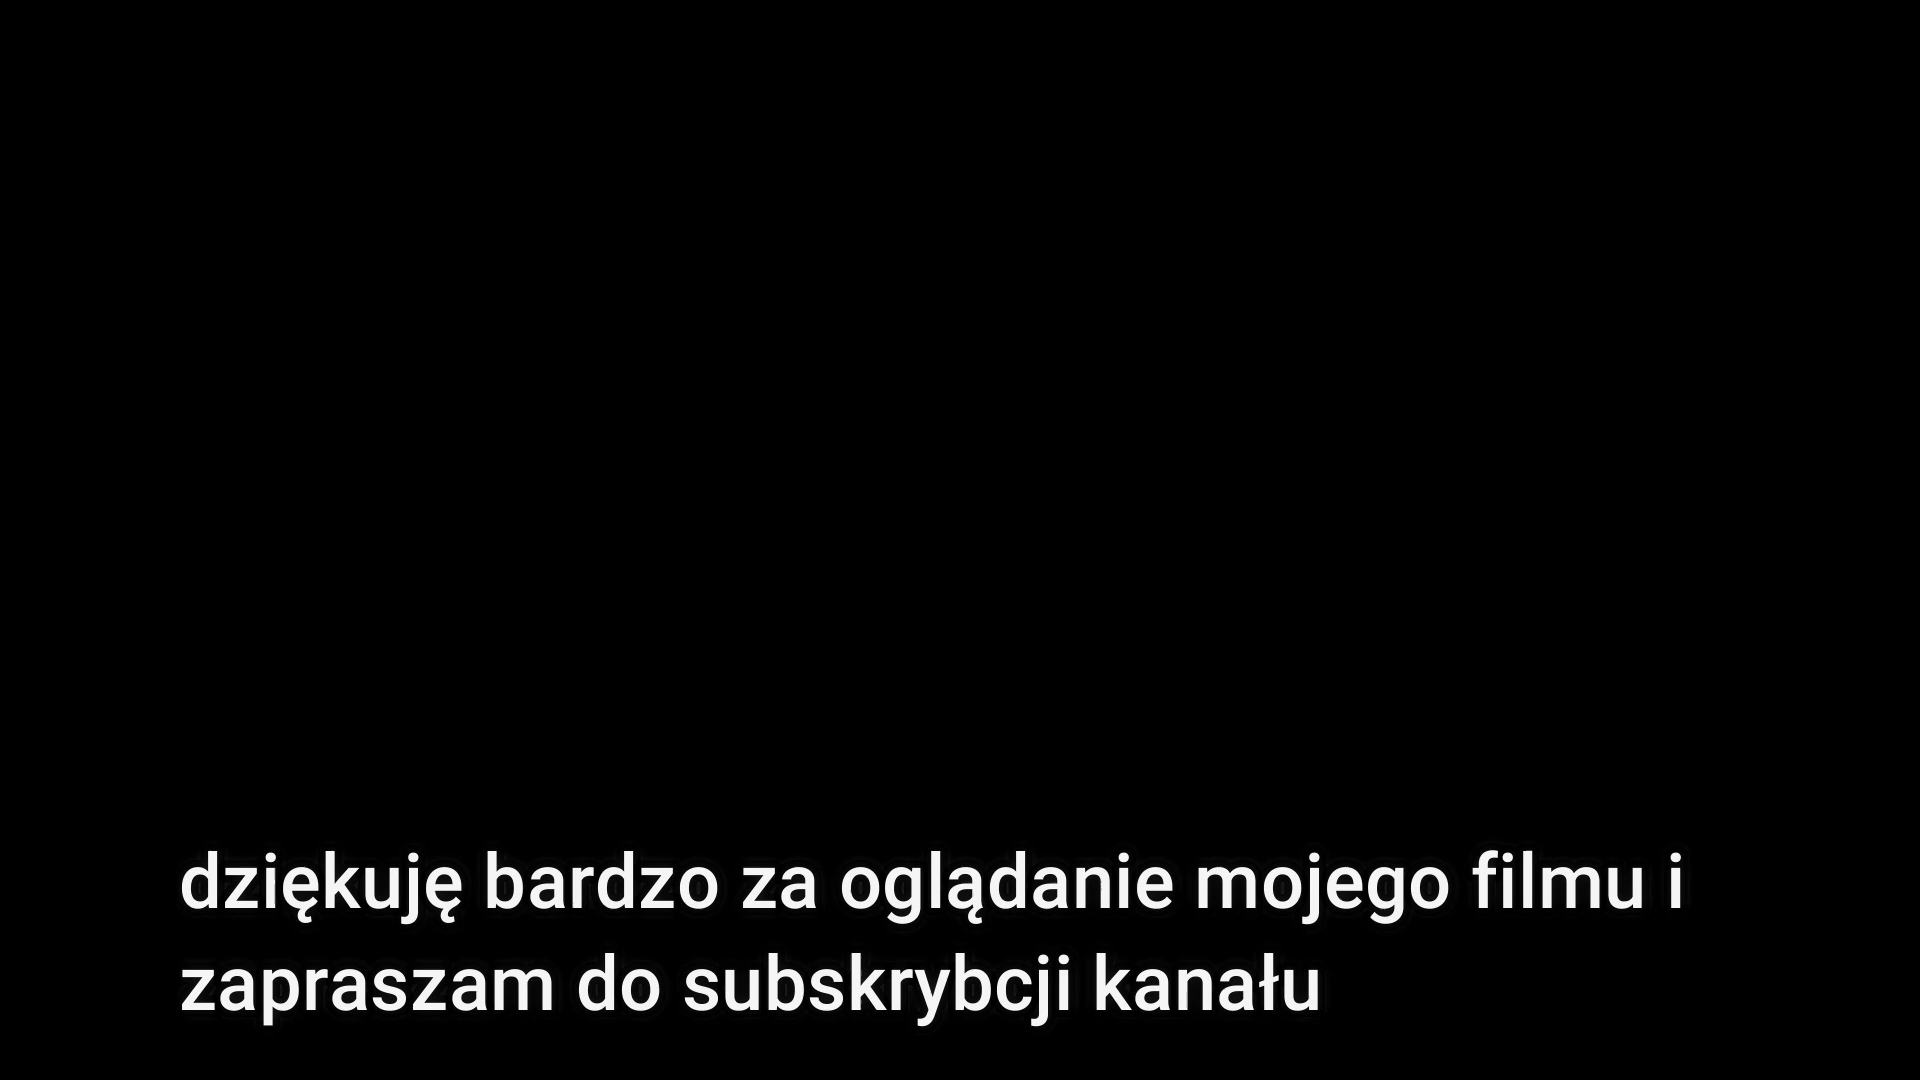 dziękuję bardzo za oglądanie mojego filmu i
zapraszam do subskrybcji kanału